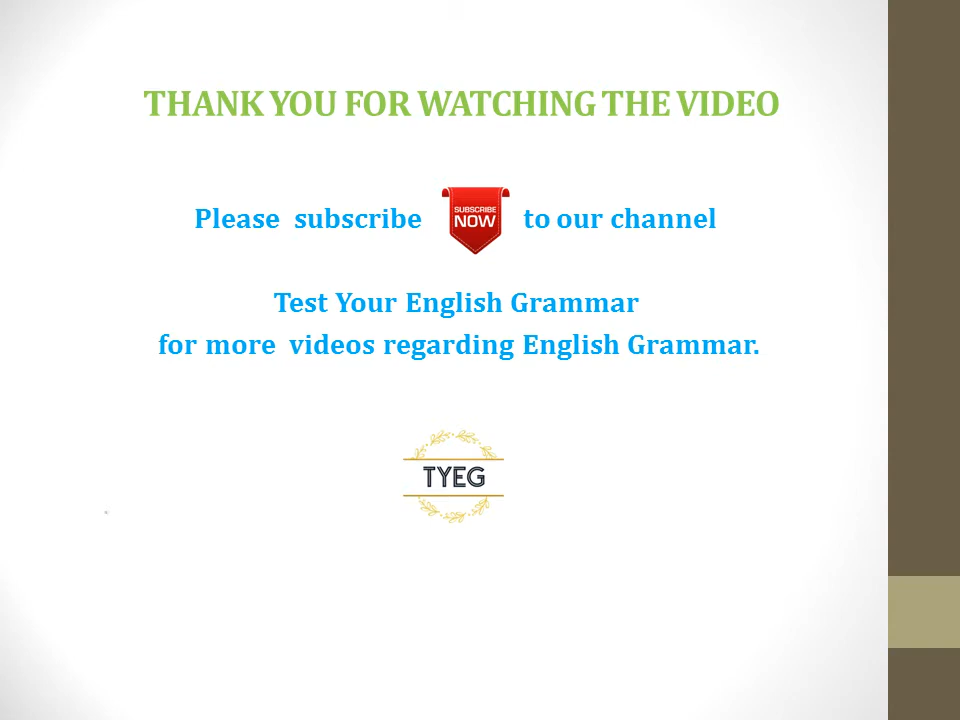 THANK YOU FOR WATCHING THE VIDEO
Please subscribe SUBSCRIBE NOW to our channel
Test Your English Grammar
for more videos regarding English Grammar.
TYEG